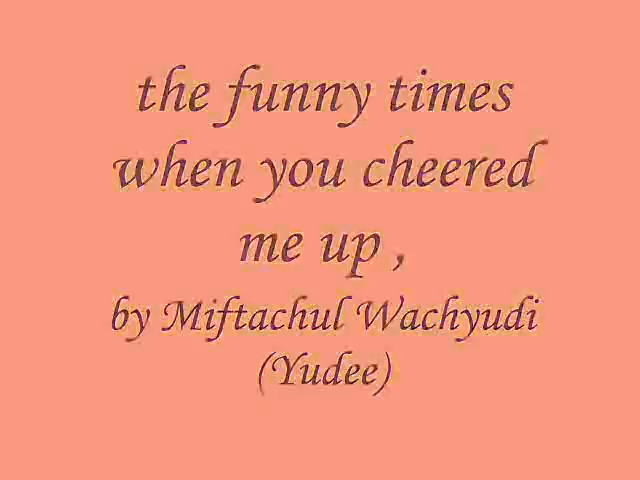 the funny times
when you cheered
me up ,
by Miftachul Wachyudi
(Yudee)